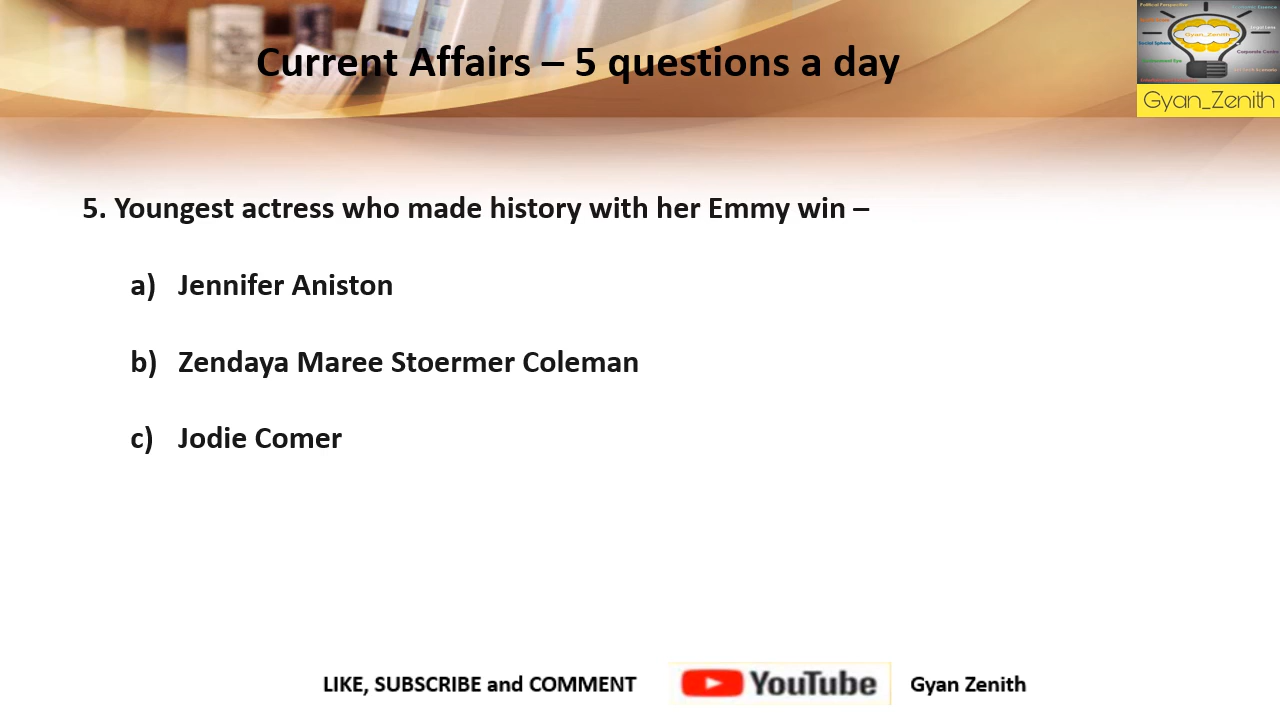 Current Affairs – 5 questions a day
Gyan_Zenith
Gyan_Zenith
5. Youngest actress who made history with her Emmy win –
a) Jennifer Aniston
b) Zendaya Maree Stoermer Coleman
c) Jodie Comer
LIKE, SUBSCRIBE and COMMENT YouTube Gyan Zenith